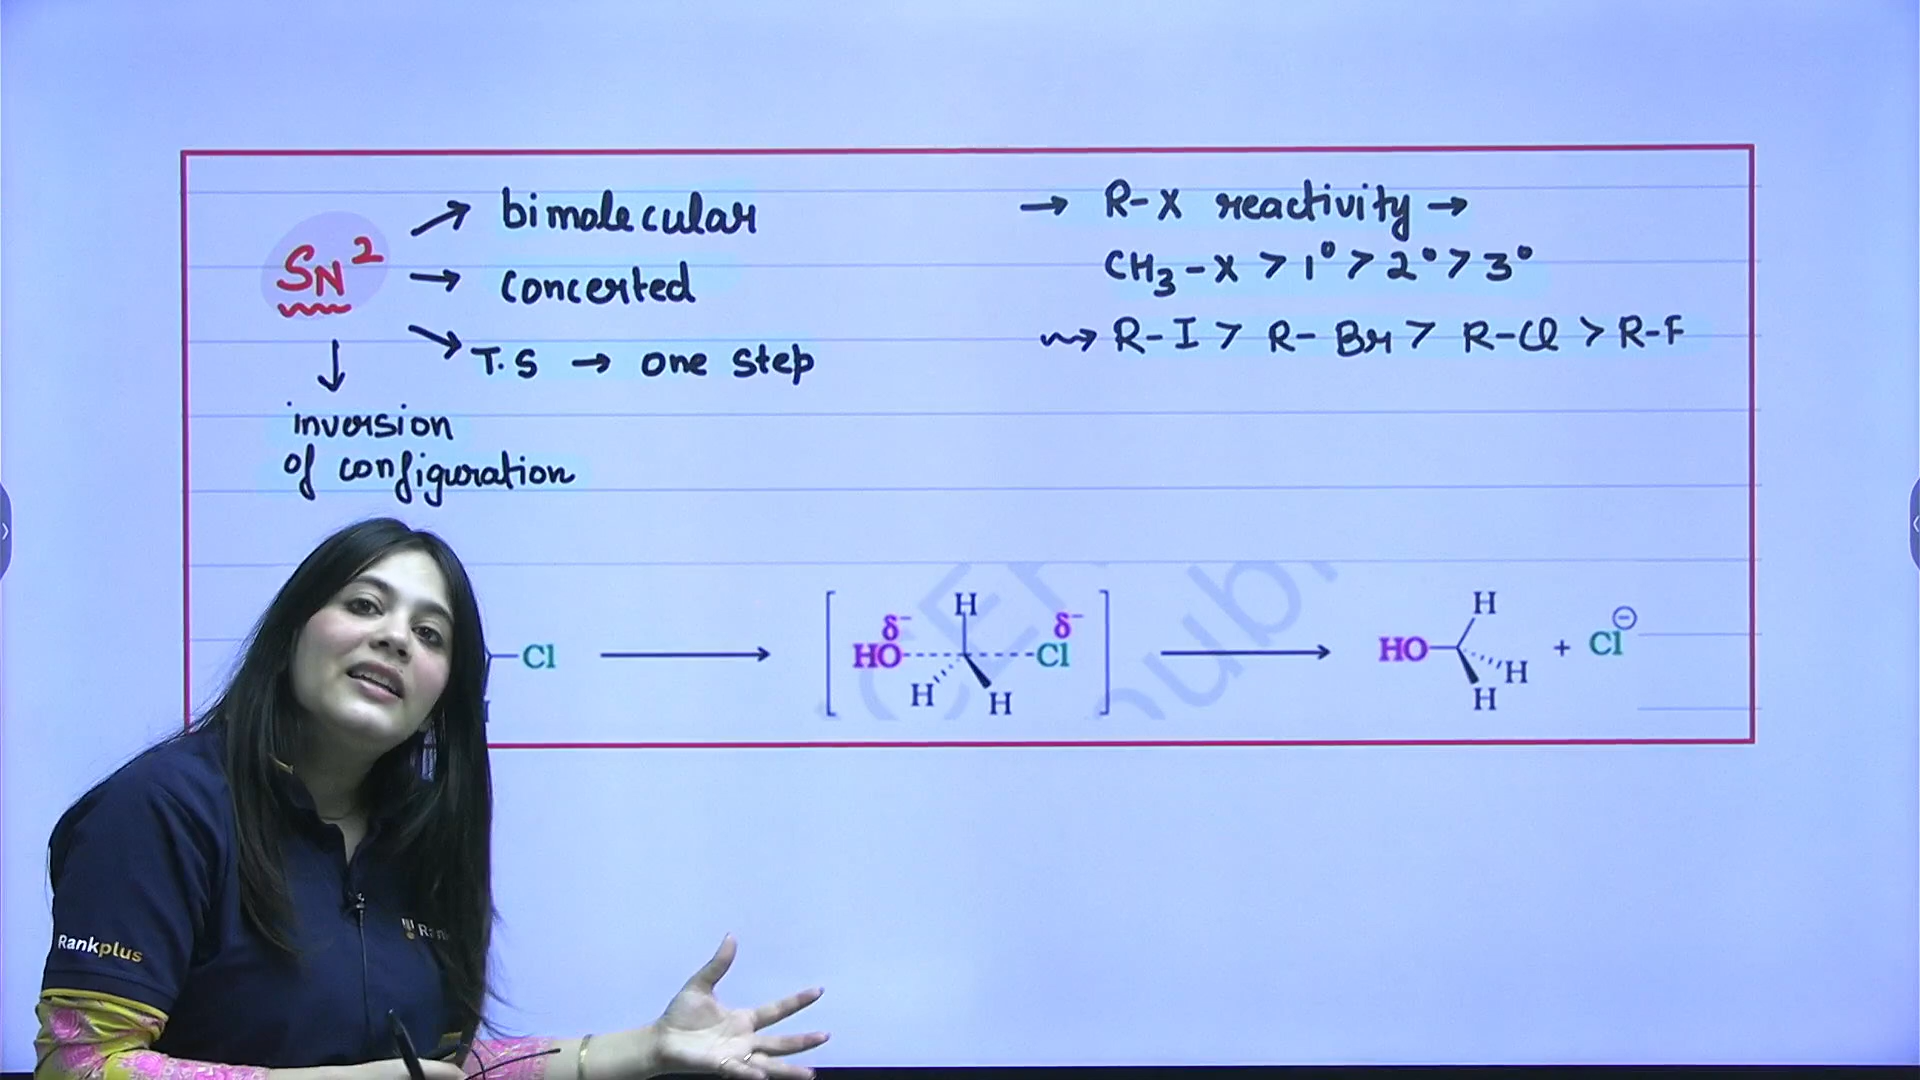 SN²
bimolecular
concerted
T.S → one step
↓
inversion
of configuration
→ R-X reactivity →
CH₃-X > 1° > 2° > 3°
R-I > R-Br > R-Cl > R-F
Cl
H
δ⁻
δ⁻
HO
Cl
H
H
H
HO
H
H
+ Cl⊖
Rankplus